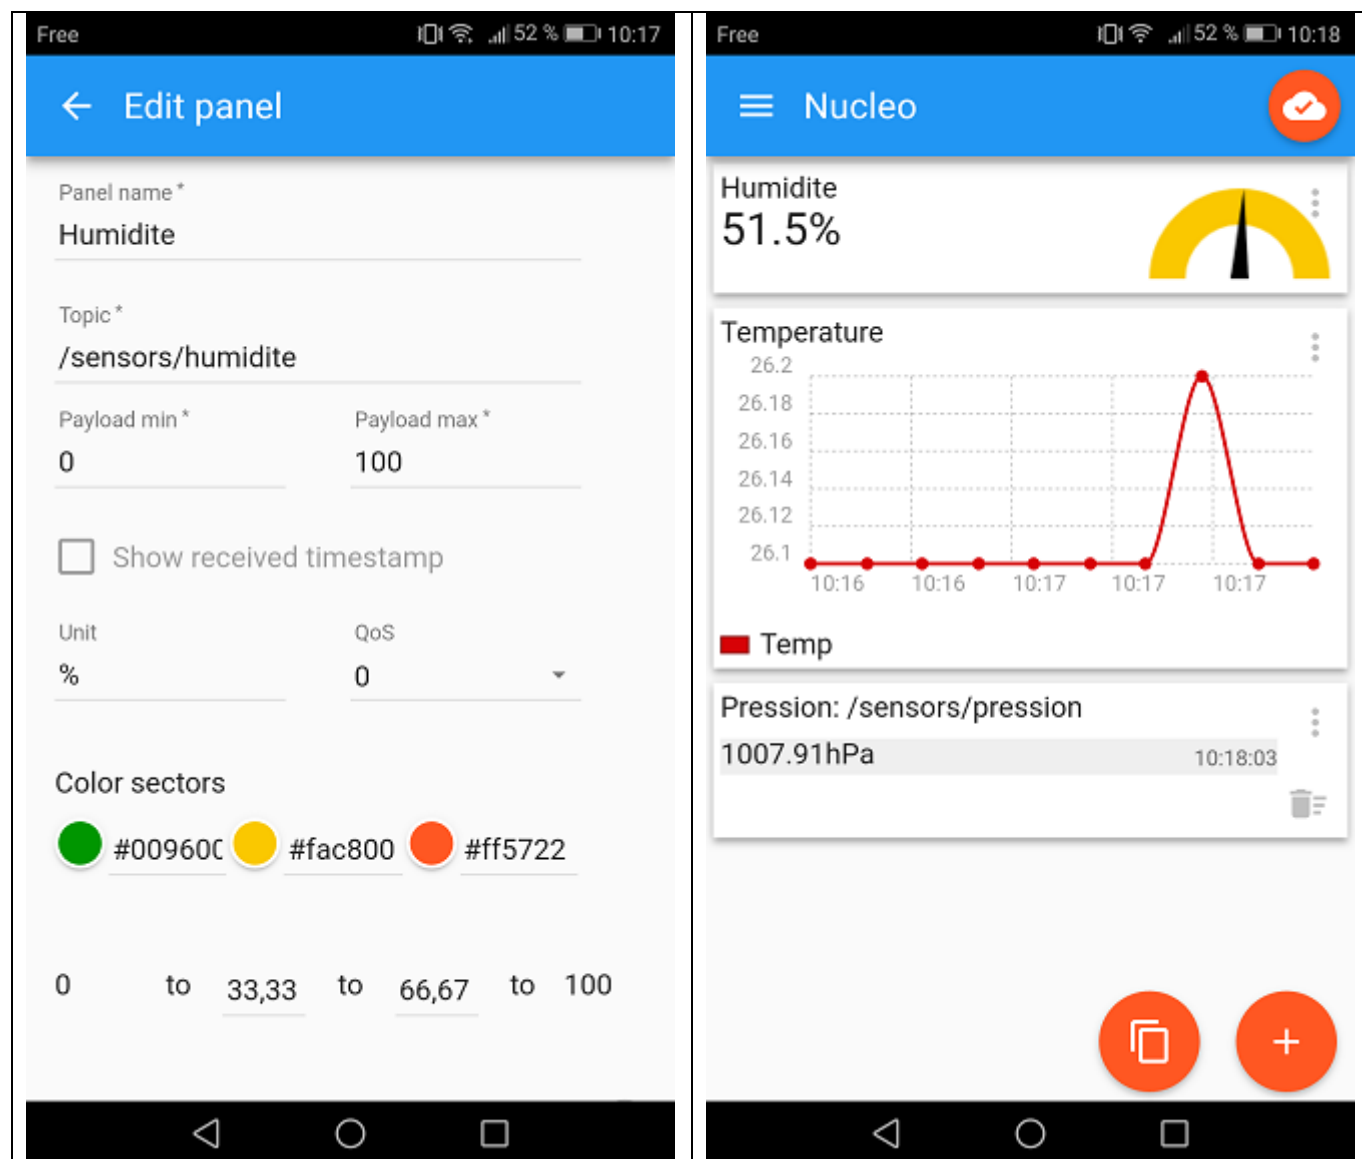 Free 52 % 10:17
Edit panel
Panel name *
Humidite
Topic *
/sensors/humidite
Payload min * Payload max *
0 100
Show received timestamp
Unit QoS
% 0
Color sectors
#00960 #fac800 #ff5722
0 to 33,33 to 66,67 to 100
Free 52 % 10:18
Nucleo
Humidite
51.5%
Temperature
26.2
26.18
26.16
26.14
26.12
26.1
10:16 10:16 10:17 10:17 10:17
Temp
Pression: /sensors/pression
1007.91hPa 10:18:03